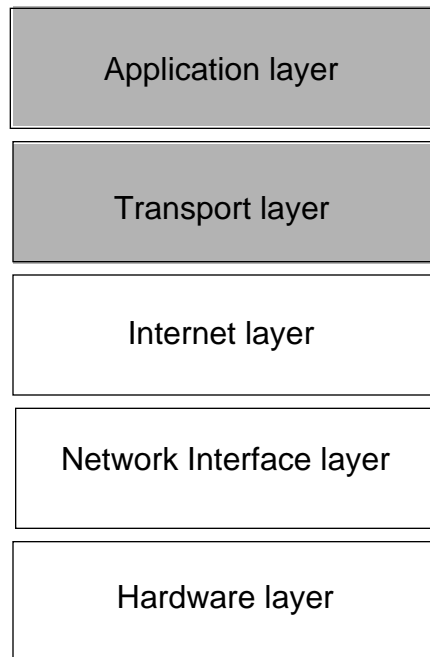 Application layer
Transport layer
Internet layer
Network Interface layer
Hardware layer